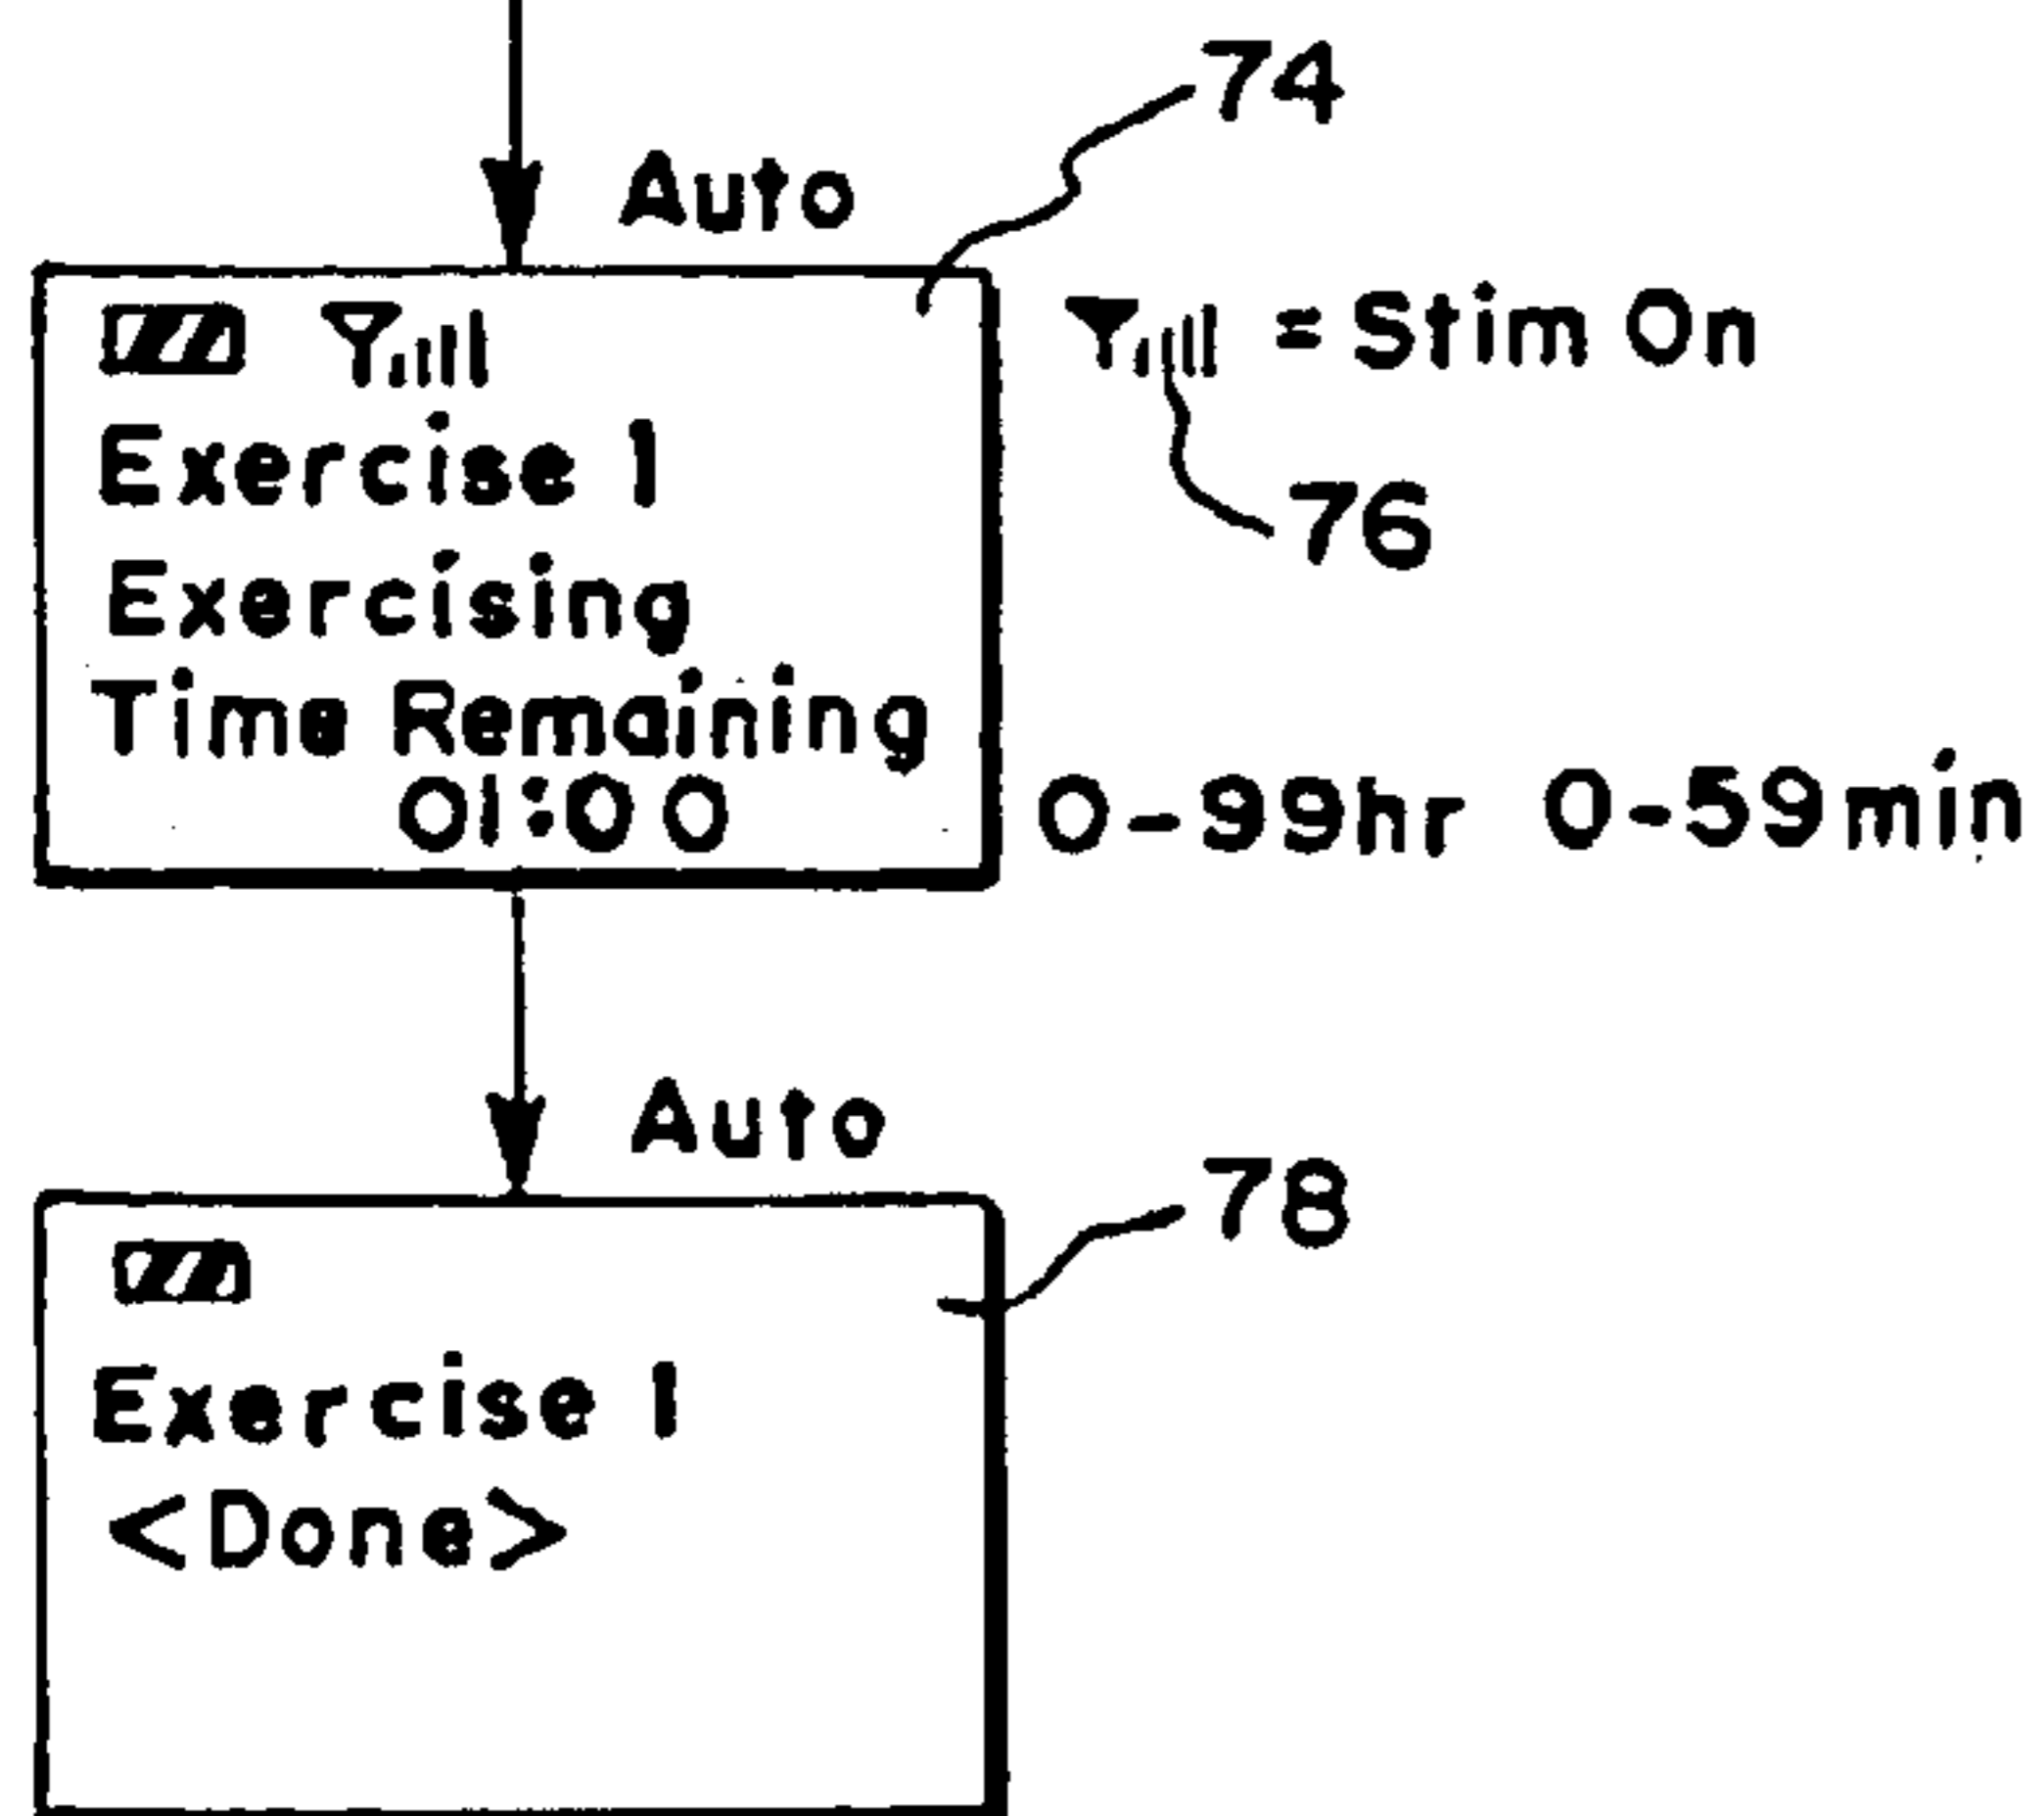 74
Auto
= Stim On
Exercise 1
76
Exercising
Time Remaining
01:00 0-99hr 0-59min
Auto
78
Exercise 1
<Done>